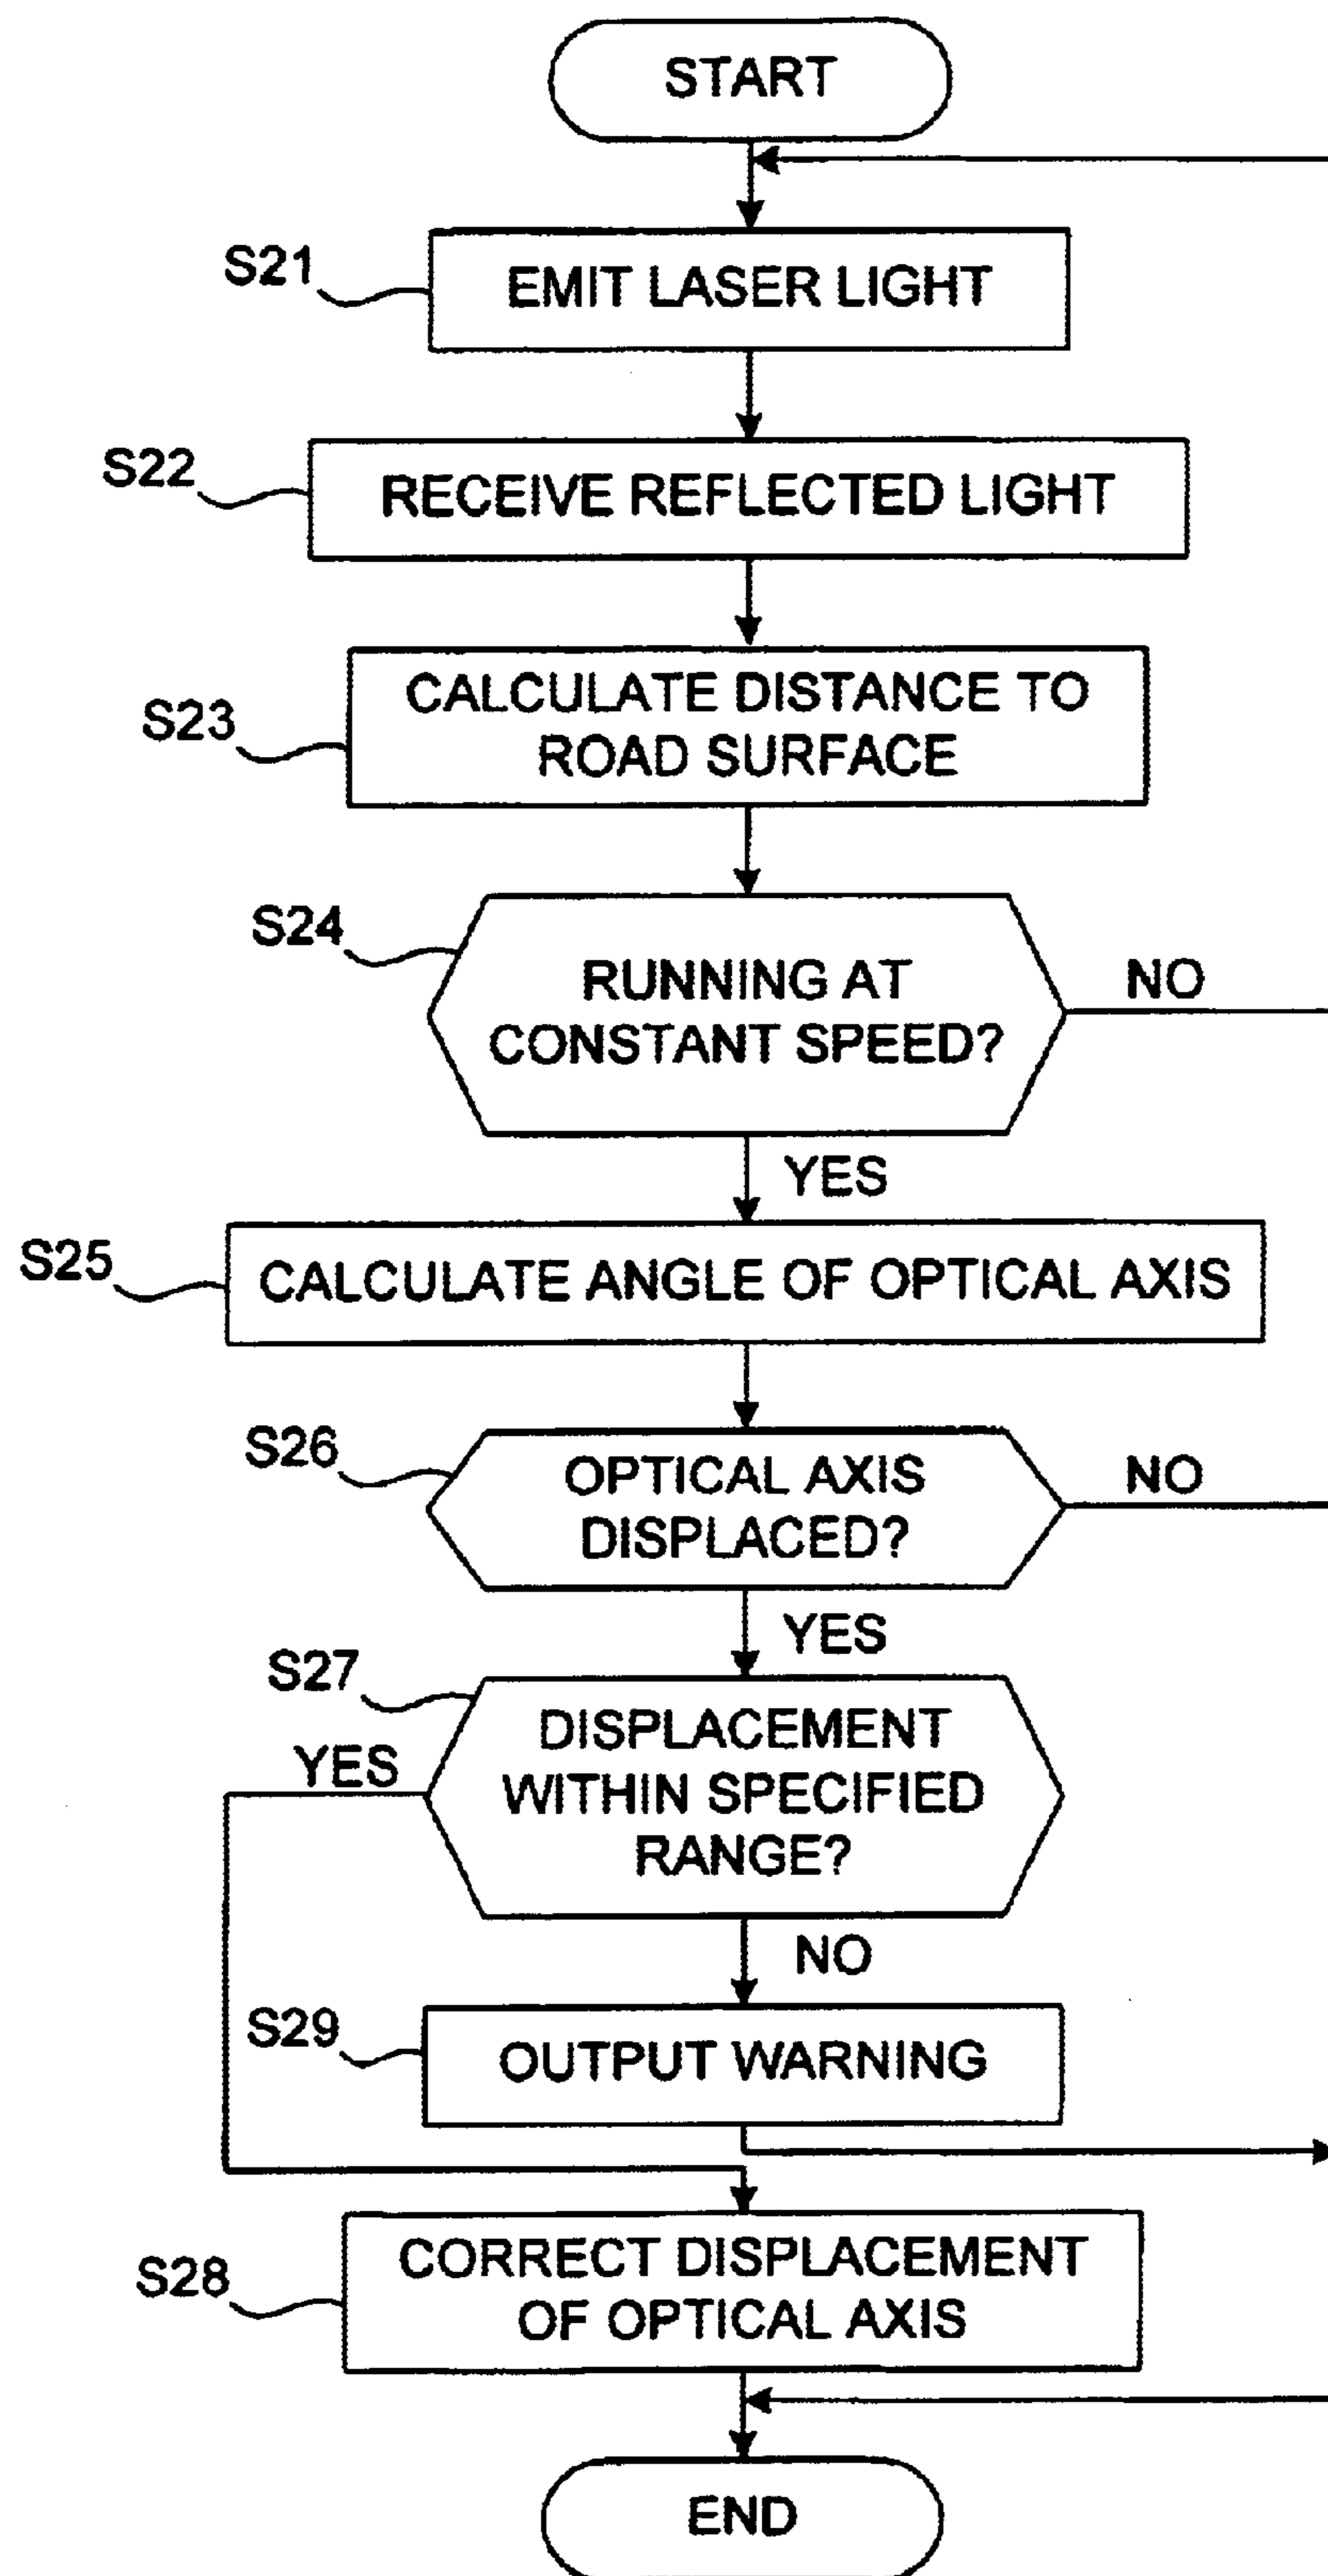 START
S21
EMIT LASER LIGHT
S22
RECEIVE REFLECTED LIGHT
S23
CALCULATE DISTANCE TO
ROAD SURFACE
S24
RUNNING AT
CONSTANT SPEED?
NO
YES
S25
CALCULATE ANGLE OF OPTICAL AXIS
S26
OPTICAL AXIS
DISPLACED?
NO
YES
S27
DISPLACEMENT
WITHIN SPECIFIED
RANGE?
YES
NO
S29
OUTPUT WARNING
S28
CORRECT DISPLACEMENT
OF OPTICAL AXIS
END